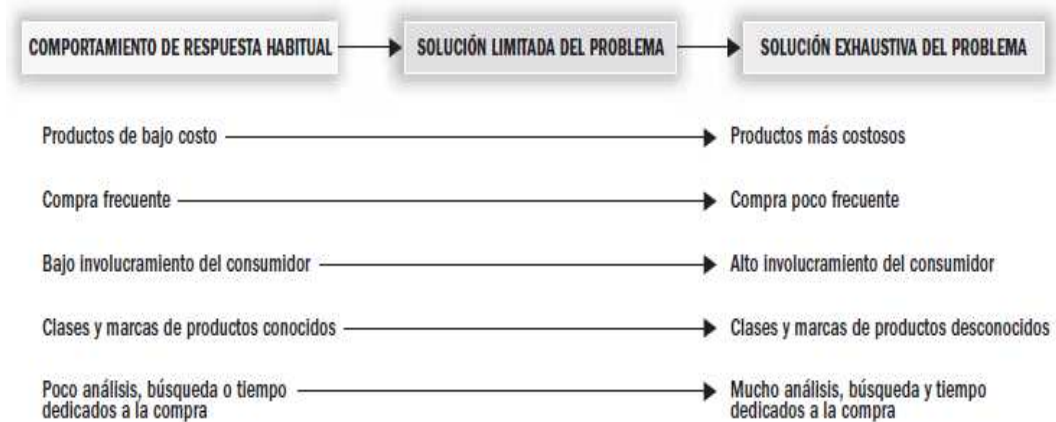 COMPORTAMIENTO DE RESPUESTA HABITUAL
SOLUCIÓN LIMITADA DEL PROBLEMA
SOLUCIÓN EXHAUSTIVA DEL PROBLEMA
Productos de bajo costo
Productos más costosos
Compra frecuente
Compra poco frecuente
Bajo involucramiento del consumidor
Alto involucramiento del consumidor
Clases y marcas de productos conocidos
Clases y marcas de productos desconocidos
Poco análisis, búsqueda o tiempo
dedicados a la compra
Mucho análisis, búsqueda y tiempo
dedicados a la compra